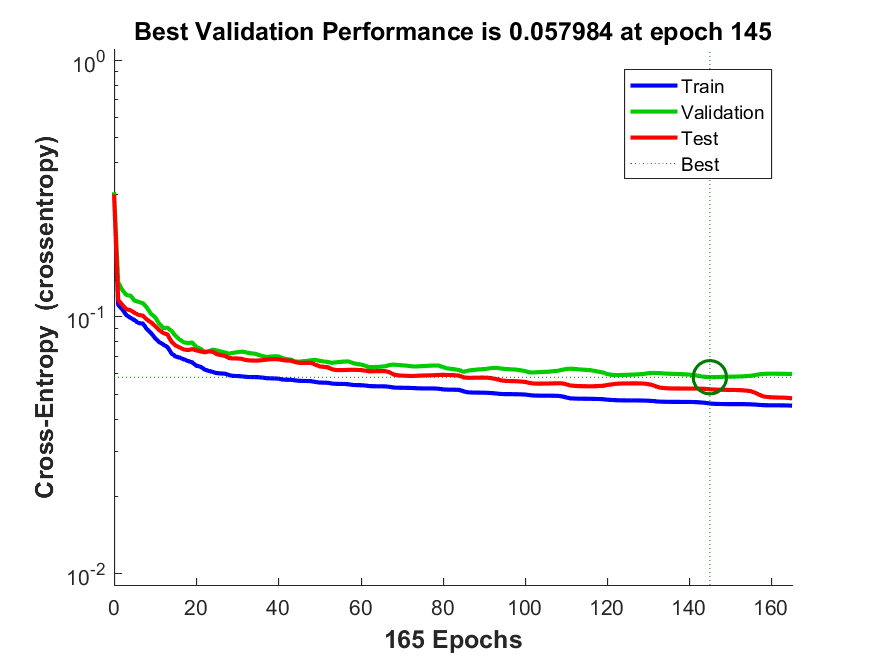 Best Validation Performance is 0.057984 at epoch 145
Cross-Entropy (crossentropy)
10^0
10^-1
10^-2
Train
Validation
Test
Best
0 20 40 60 80 100 120 140 160
165 Epochs